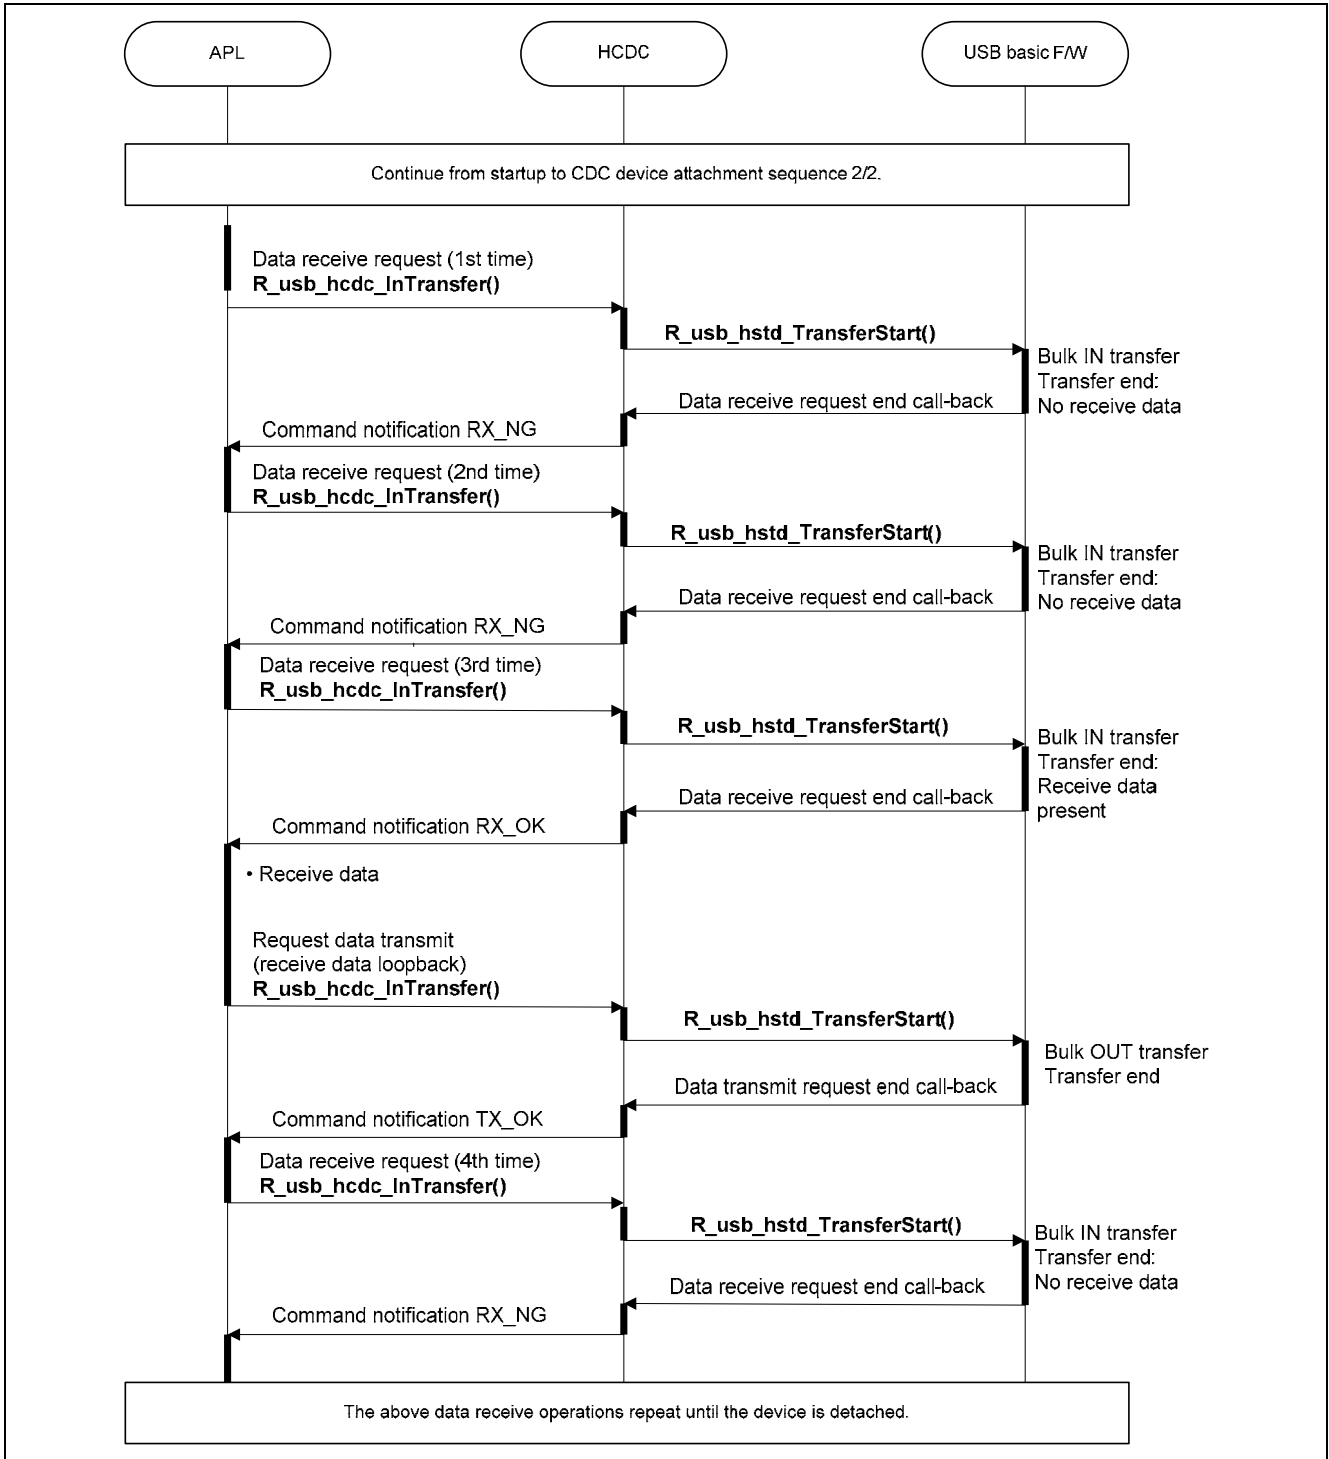 APL
HCDC
USB basic F/W
Continue from startup to CDC device attachment sequence 2/2.
Data receive request (1st time)
R_usb_hcdc_InTransfer()
R_usb_hstd_TransferStart()
Bulk IN transfer
Transfer end:
No receive data
Data receive request end call-back
Command notification RX_NG
Data receive request (2nd time)
R_usb_hcdc_InTransfer()
R_usb_hstd_TransferStart()
Bulk IN transfer
Transfer end:
No receive data
Data receive request end call-back
Command notification RX_NG
Data receive request (3rd time)
R_usb_hcdc_InTransfer()
R_usb_hstd_TransferStart()
Bulk IN transfer
Transfer end:
Receive data
present
Data receive request end call-back
Command notification RX_OK
• Receive data
Request data transmit
(receive data loopback)
R_usb_hcdc_InTransfer()
R_usb_hstd_TransferStart()
Bulk OUT transfer
Transfer end
Data transmit request end call-back
Command notification TX_OK
Data receive request (4th time)
R_usb_hcdc_InTransfer()
R_usb_hstd_TransferStart()
Bulk IN transfer
Transfer end:
No receive data
Data receive request end call-back
Command notification RX_NG
The above data receive operations repeat until the device is detached.